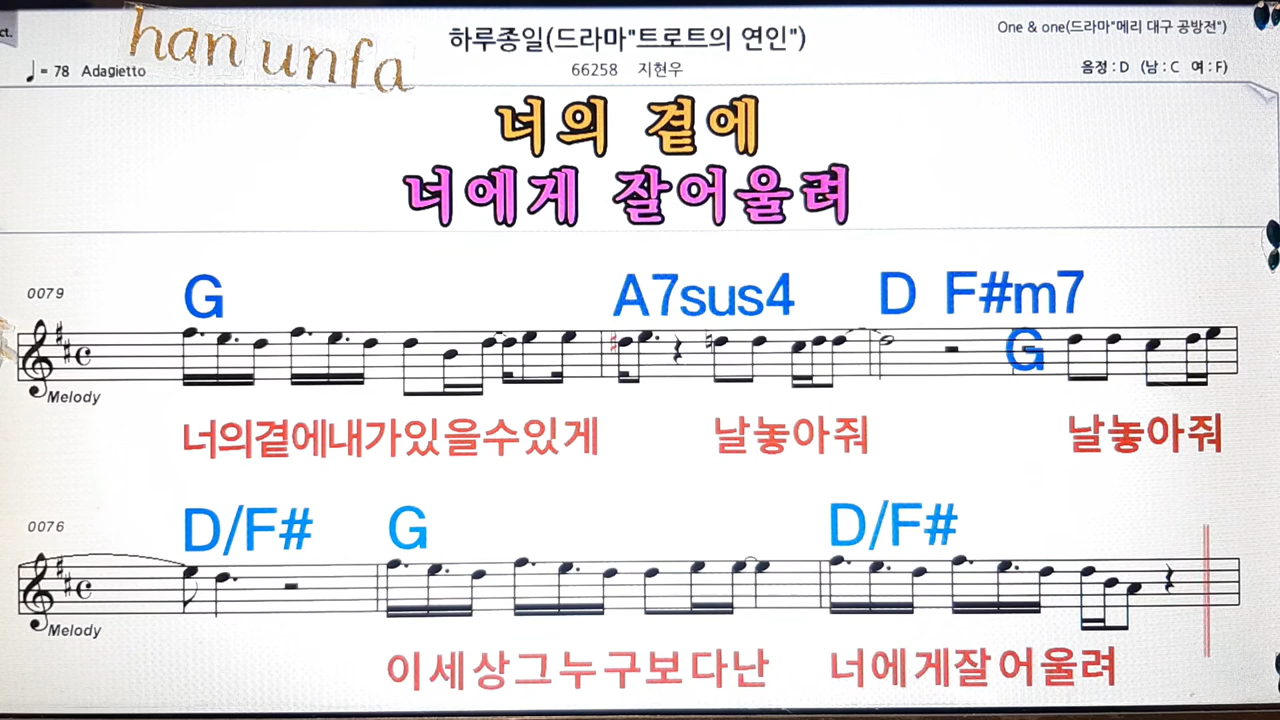 ct.
han unfa
하루종일(드라마"트로트의 연인")
One & one(드라마"메리 대구 공방전")
♩= 78 Adagietto
66258 지현우
음정 : D (남 : C 여 : F)
너의 곁에
너에게 잘어울려
G A7sus4 D F#m7
0079
G
Melody
너의곁에내가있을수있게 날놓아줘 날놓아줘
D/F# G D/F#
0076
Melody
이세상그누구보다난 너에게잘어울려